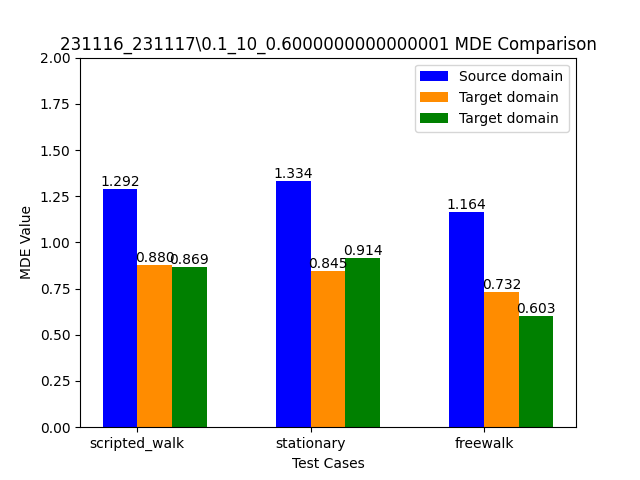 231116_231117\0.1_10_0.6000000000000001 MDE Comparison
2.00
1.75
1.50
1.25
1.00
0.75
0.50
0.25
0.00
MDE Value
Source domain
Target domain
Target domain
1.292
0.880
0.869
1.334
0.845
0.914
1.164
0.732
0.603
scripted_walk
stationary
freewalk
Test Cases